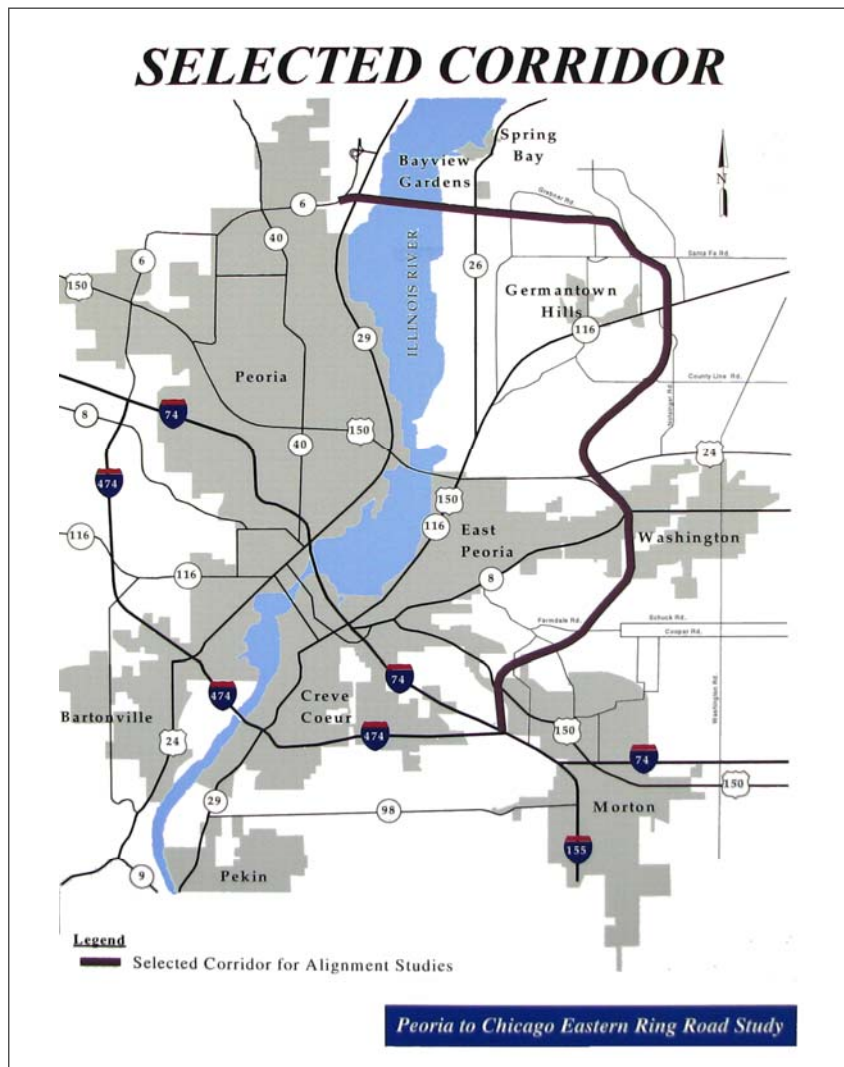 SELECTED CORRIDOR
Spring
Bay
Bayview
Gardens
N
Grabner Rd.
6
40
Santa Fe Rd.
6
26
150
Germantown
Hills
ILLINOIS RIVER
116
29
Peoria
County Line Rd.
74
8
150
40
24
474
150
116
East
Peoria
Washington
116
116
8
Farmdale Rd.
Schuck Rd.
Cooper Rd.
74
474
Creve
Coeur
Bartonville
Washington Rd.
474
24
150
74
150
29
98
Morton
155
9
Pekin
Legend
Selected Corridor for Alignment Studies
Peoria to Chicago Eastern Ring Road Study